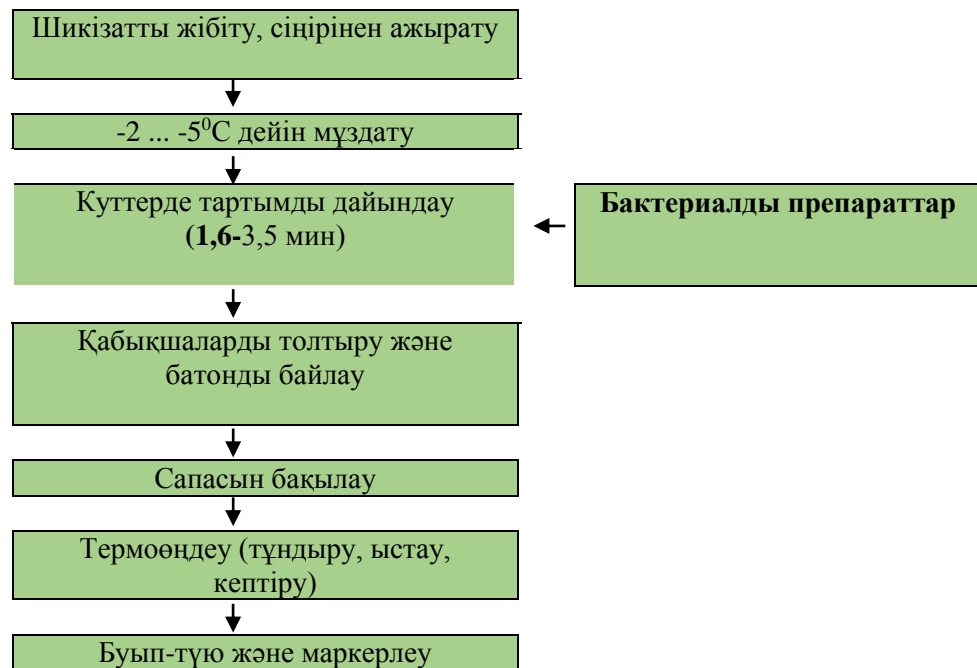 Шикізатты жібіту, сіңірінен ажырату
-2 ... -5⁰С дейін мұздату
Куттерде тартымды дайындау
(1,6-3,5 мин)
Бактериалды препараттар
Қабықшаларды толтыру және
батонды байлау
Сапасын бақылау
Термоөңдеу (тұндыру, ыстау,
кептіру)
Буып-түю және маркерлеу